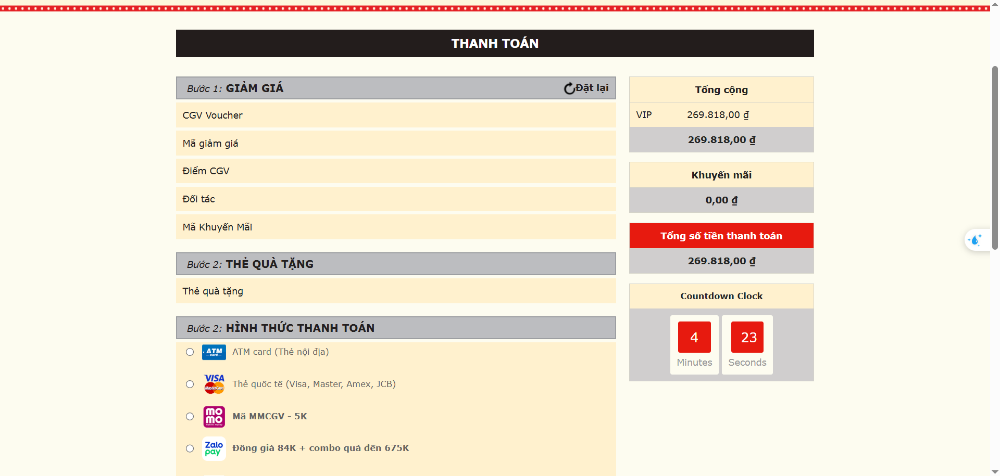 THANH TOÁN
Bước 1: GIẢM GIÁ
Đặt lại
CGV Voucher
Mã giảm giá
Điểm CGV
Đối tác
Mã Khuyến Mãi
Bước 2: THẺ QUÀ TẶNG
Thẻ quà tặng
Bước 2: HÌNH THỨC THANH TOÁN
ATM card ATM card (Thẻ nội địa)
VISA MasterCard Thẻ quốc tế (Visa, Master, Amex, JCB)
mo mo mobile money Mã MMCGV - 5K
Zalo pay Đồng giá 84K + combo quà đến 675K
Tổng cộng
VIP 269.818,00 ₫
269.818,00 ₫
Khuyến mãi
0,00 ₫
Tổng số tiền thanh toán
269.818,00 ₫
Countdown Clock
4 23
Minutes Seconds